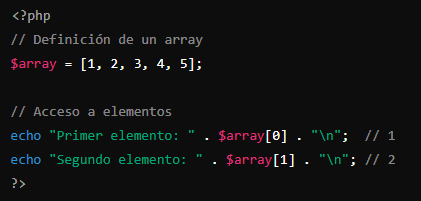 <?php
// Definición de un array
$array = [1, 2, 3, 4, 5];
// Acceso a elementos
echo "Primer elemento: " . $array[0] . "\n";  // 1
echo "Segundo elemento: " . $array[1] . "\n"; // 2
?>